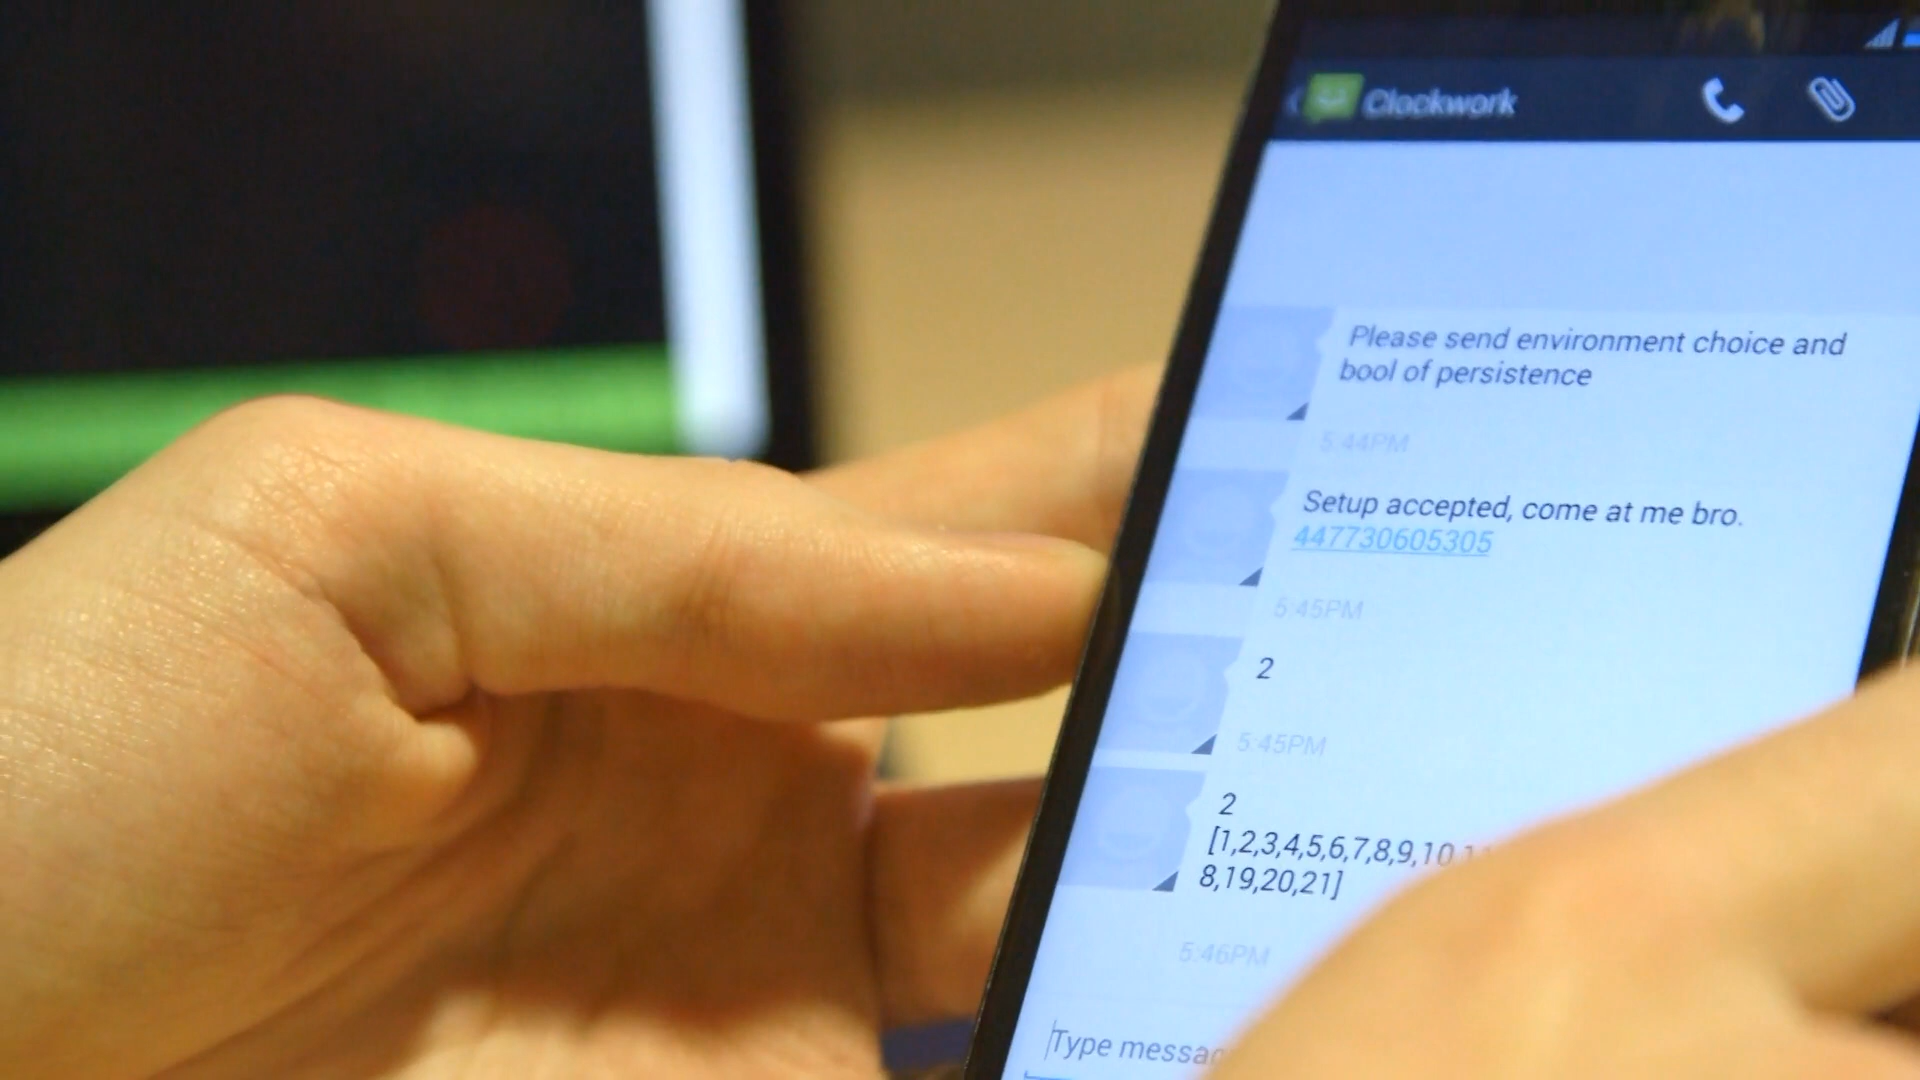 Clockwork
Please send environment choice and
bool of persistence
5:44PM
Setup accepted, come at me bro.
447730605305
5:45PM
2
5:45PM
2
[1,2,3,4,5,6,7,8,9,10,
8,19,20,21]
5:46PM
Type